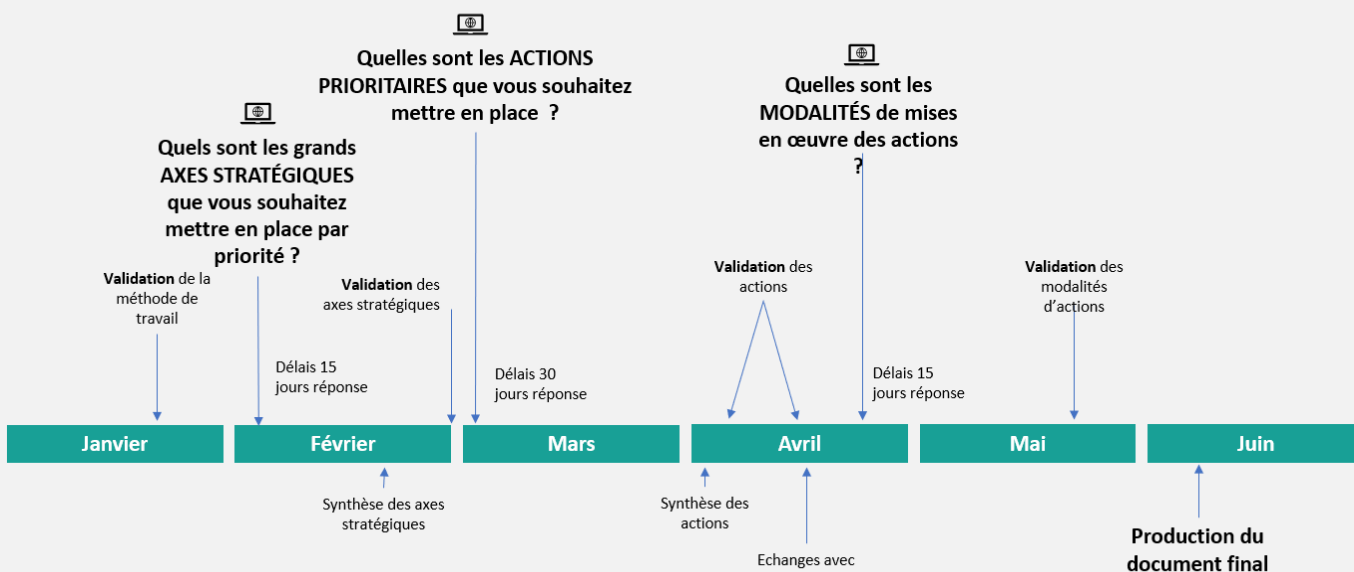 Quelles sont les ACTIONS
PRIORITAIRES que vous souhaitez
mettre en place  ?
Quelles sont les
MODALITÉS de mises
en œuvre des actions
?
Quels sont les grands
AXES STRATÉGIQUES
que vous souhaitez
mettre en place par
priorité ?
Validation de la
méthode de
travail
Validation des
axes stratégiques
Validation des
actions
Validation des
modalités
d’actions
Délais 15
jours réponse
Délais 30
jours réponse
Délais 15
jours réponse
Janvier
Février
Mars
Avril
Mai
Juin
Synthèse des axes
stratégiques
Synthèse des
actions
Echanges avec
Production du
document final